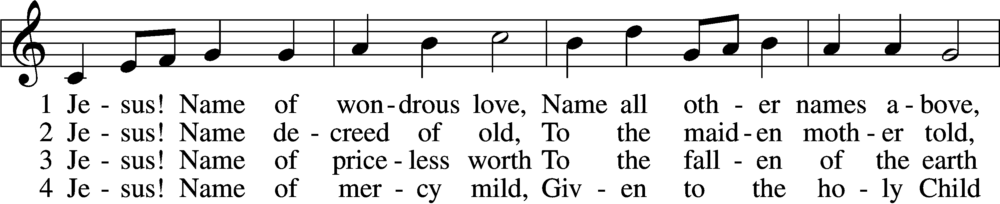 1 Je - sus! Name of won - drous love, Name all oth - er names a - bove,
2 Je - sus! Name de - creed of old, To the maid - en moth - er told,
3 Je - sus! Name of price - less worth To the fall - en of the earth
4 Je - sus! Name of mer - cy mild, Giv - en to the ho - ly Child